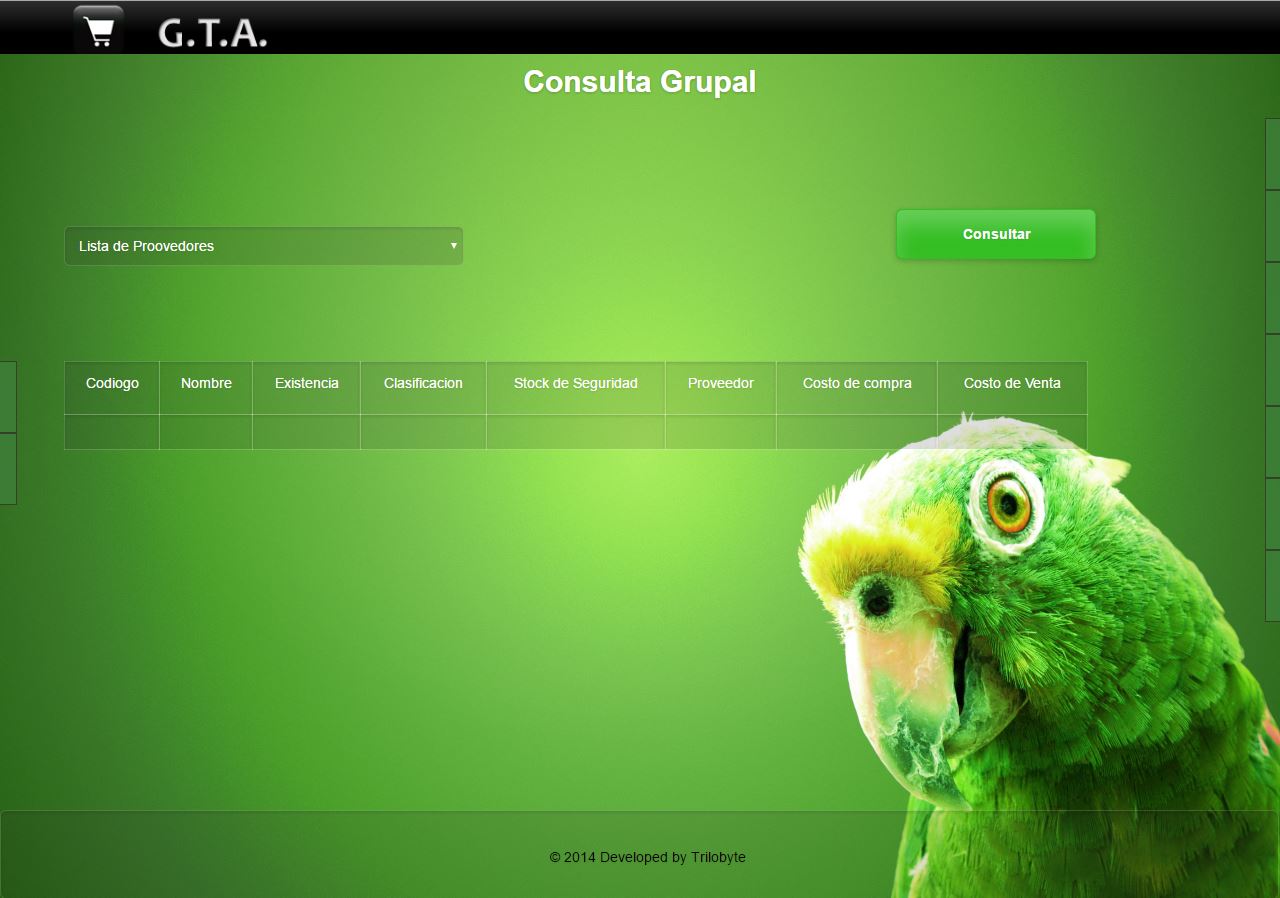 G.T.A.
Consulta Grupal
Lista de Proovedores
Consultar
Codiogo Nombre Existencia Clasificacion Stock de Seguridad Proveedor Costo de compra Costo de Venta
© 2014 Developed by Trilobyte